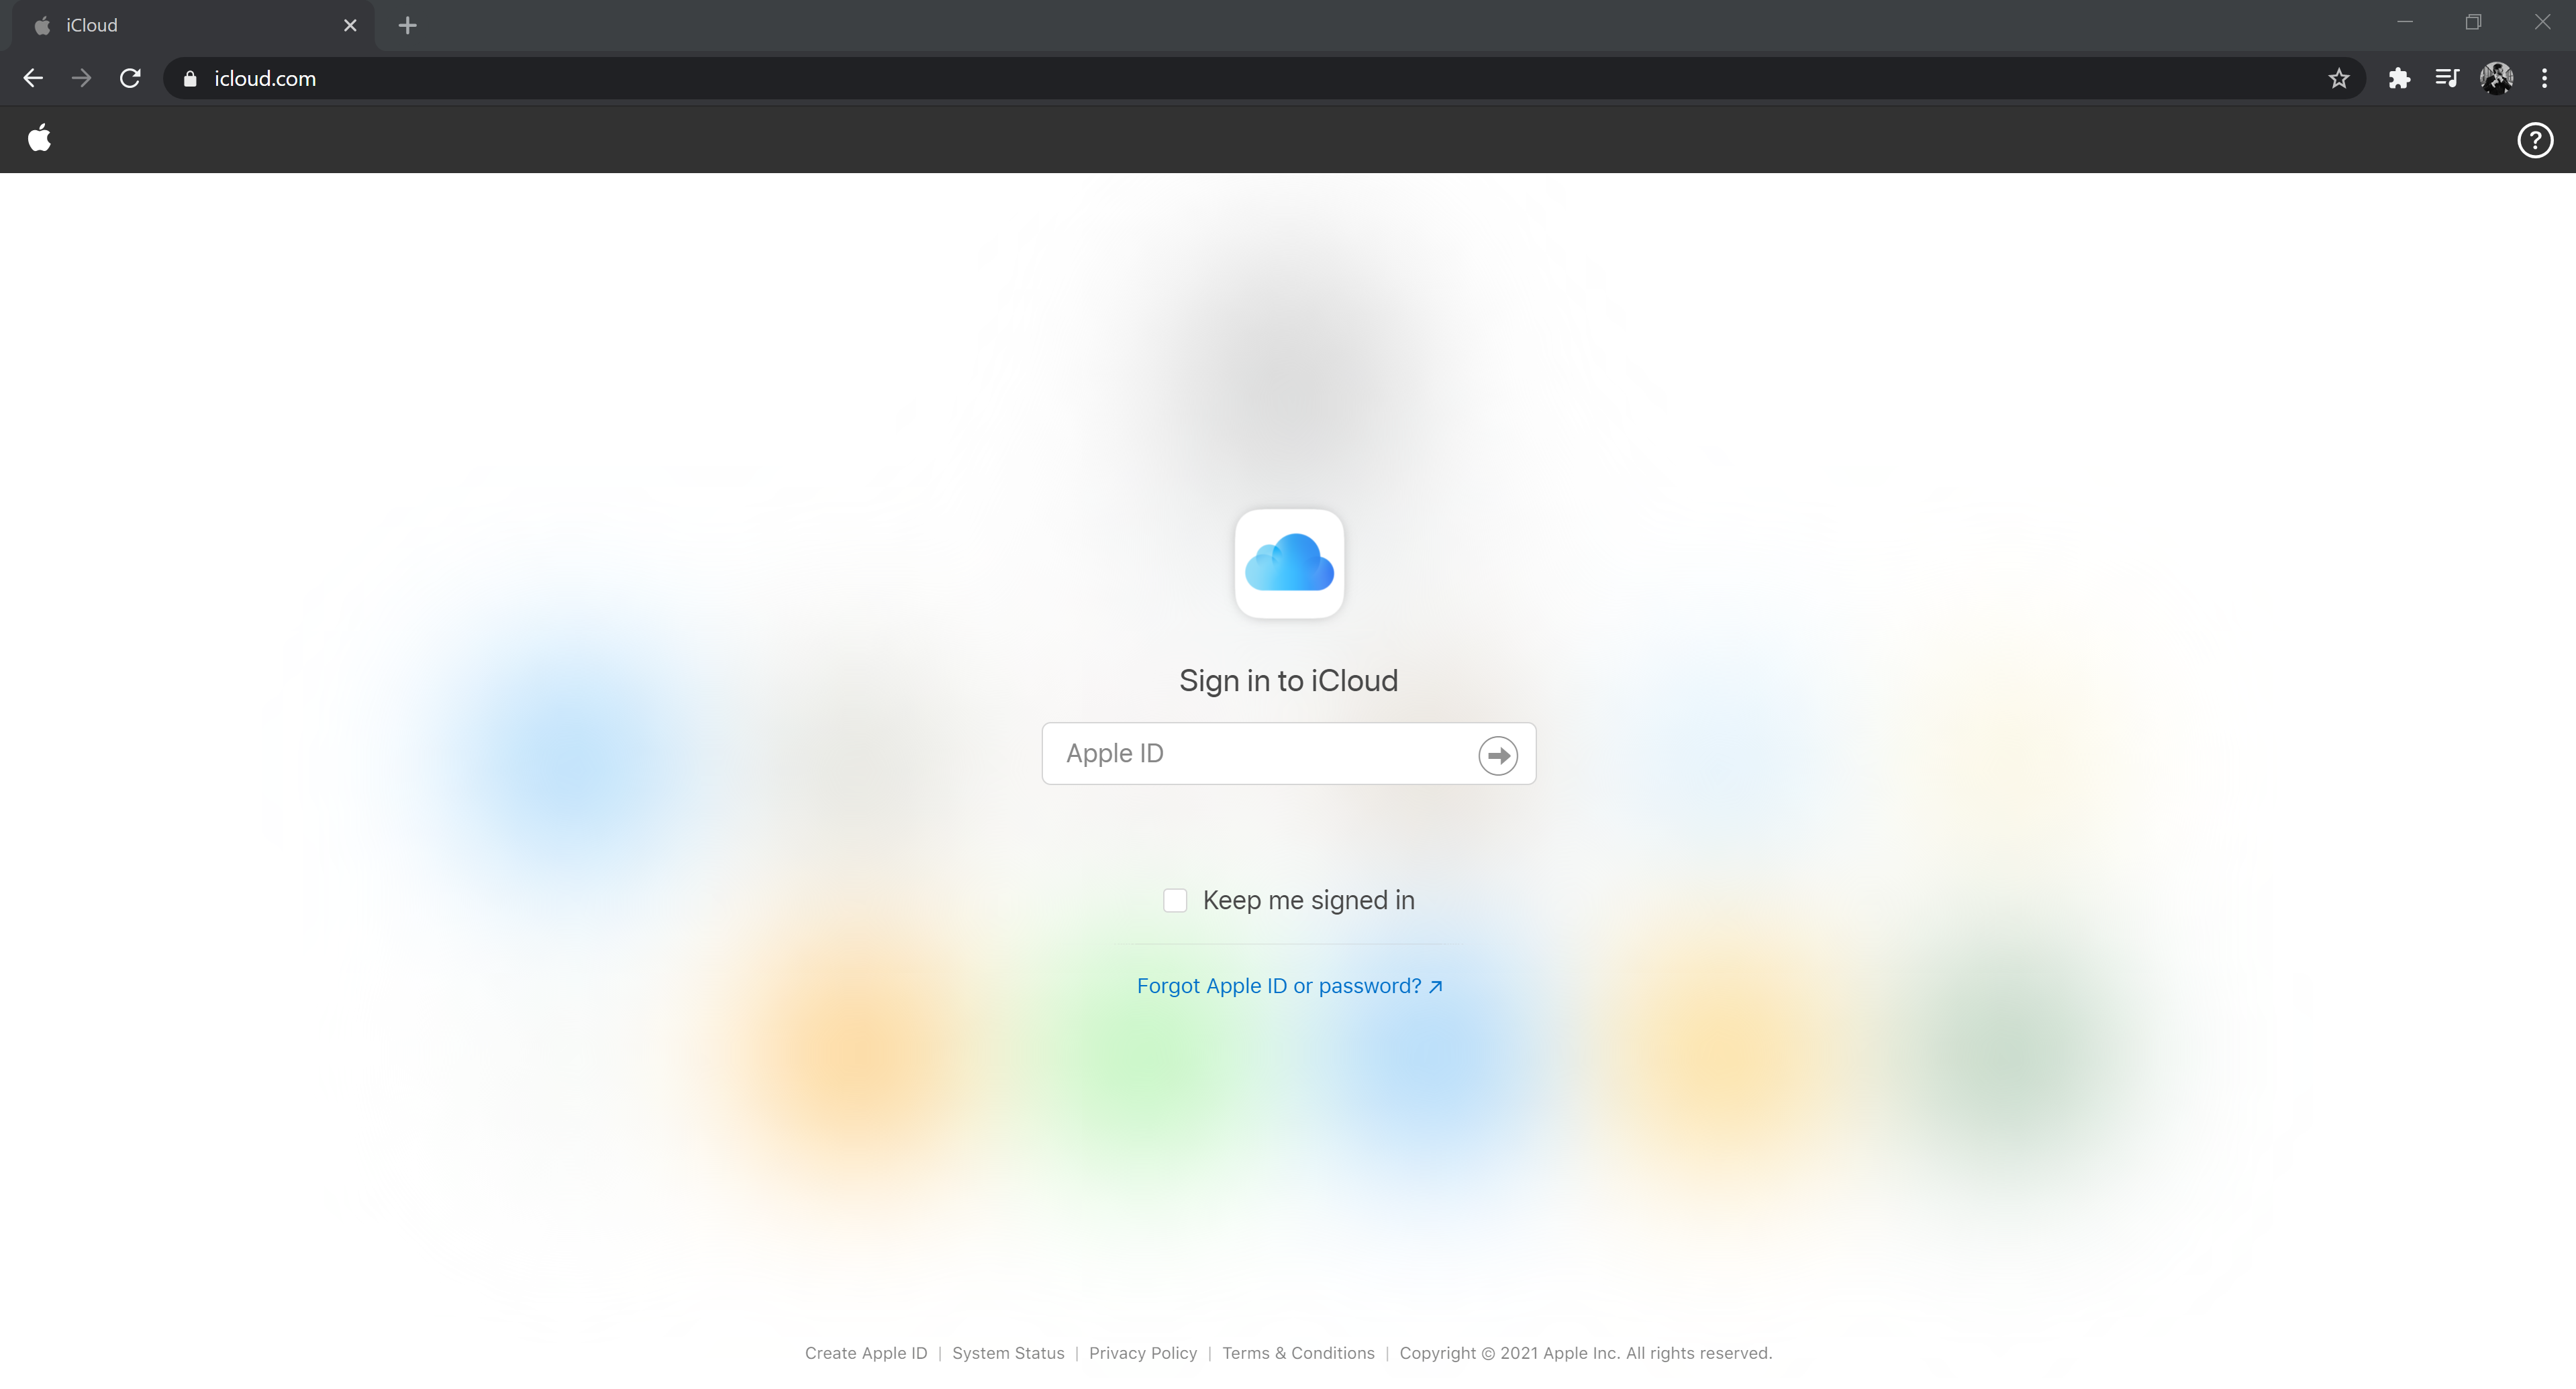 iCloud
icloud.com
?
Sign in to iCloud
Apple ID
Keep me signed in
Forgot Apple ID or password? ↗
Create Apple ID | System Status | Privacy Policy | Terms & Conditions | Copyright © 2021 Apple Inc. All rights reserved.